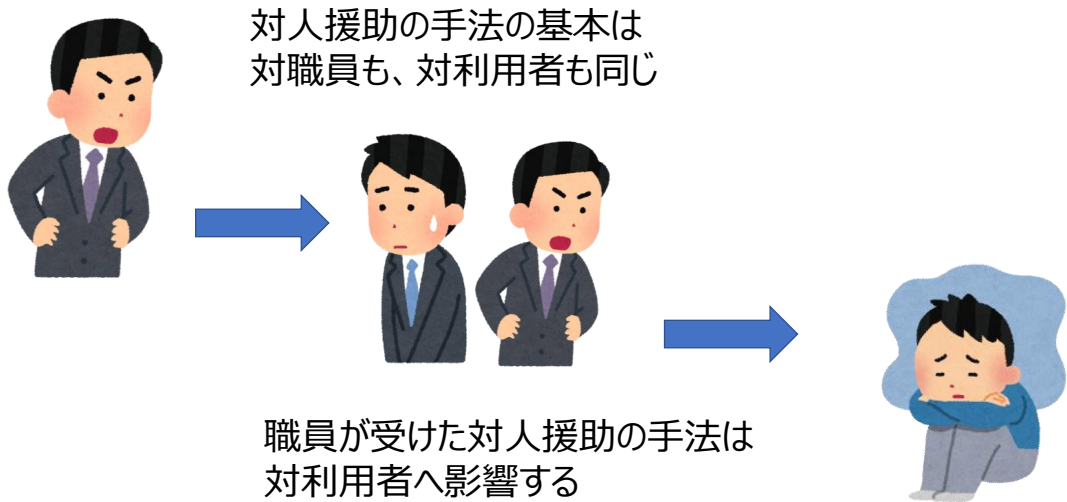 対人援助の手法の基本は
対職員も、対利用者も同じ
職員が受けた対人援助の手法は
対利用者へ影響する